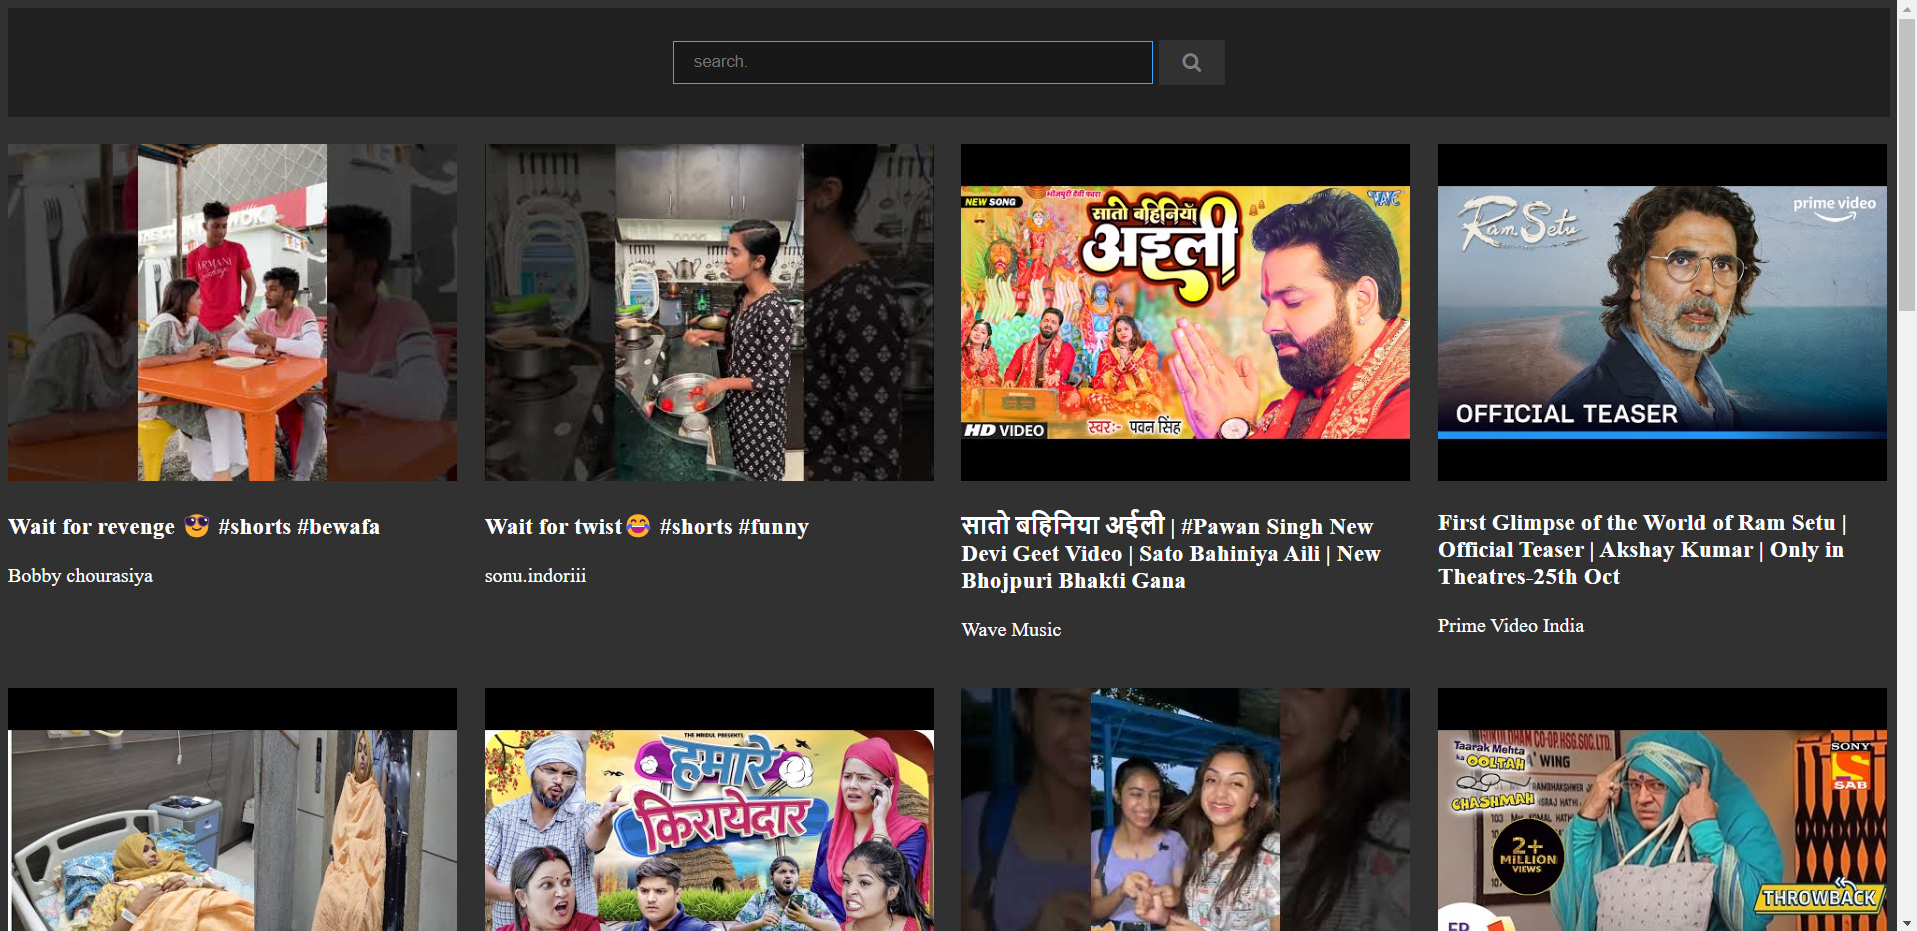 search.
ARMANI
NEW SONG
भोजपुरी देवी पचरा
WAVE
सातो बहिनियाँ
अइली
HD VIDEO
स्वर:- पवन सिंह
Ram Setu
prime video
OFFICIAL TEASER
Wait for revenge 😎 #shorts #bewafa
Bobby chourasiya
Wait for twist😂 #shorts #funny
sonu.indoriii
सातो बहिनिया अईली | #Pawan Singh New
Devi Geet Video | Sato Bahiniya Aili | New
Bhojpuri Bhakti Gana
Wave Music
First Glimpse of the World of Ram Setu |
Official Teaser | Akshay Kumar | Only in
Theatres-25th Oct
Prime Video India
THE MRIDUL PRESENTS
हमारे
किरायेदार
GOKULDHAM CO-OP.HSG.SOC.LTD.
'A' WING
Taarak Mehta
ka OOLTAH
CHASHMAH
SONY
SAB
2+
MILLION
VIEWS
THROWBACK
EP